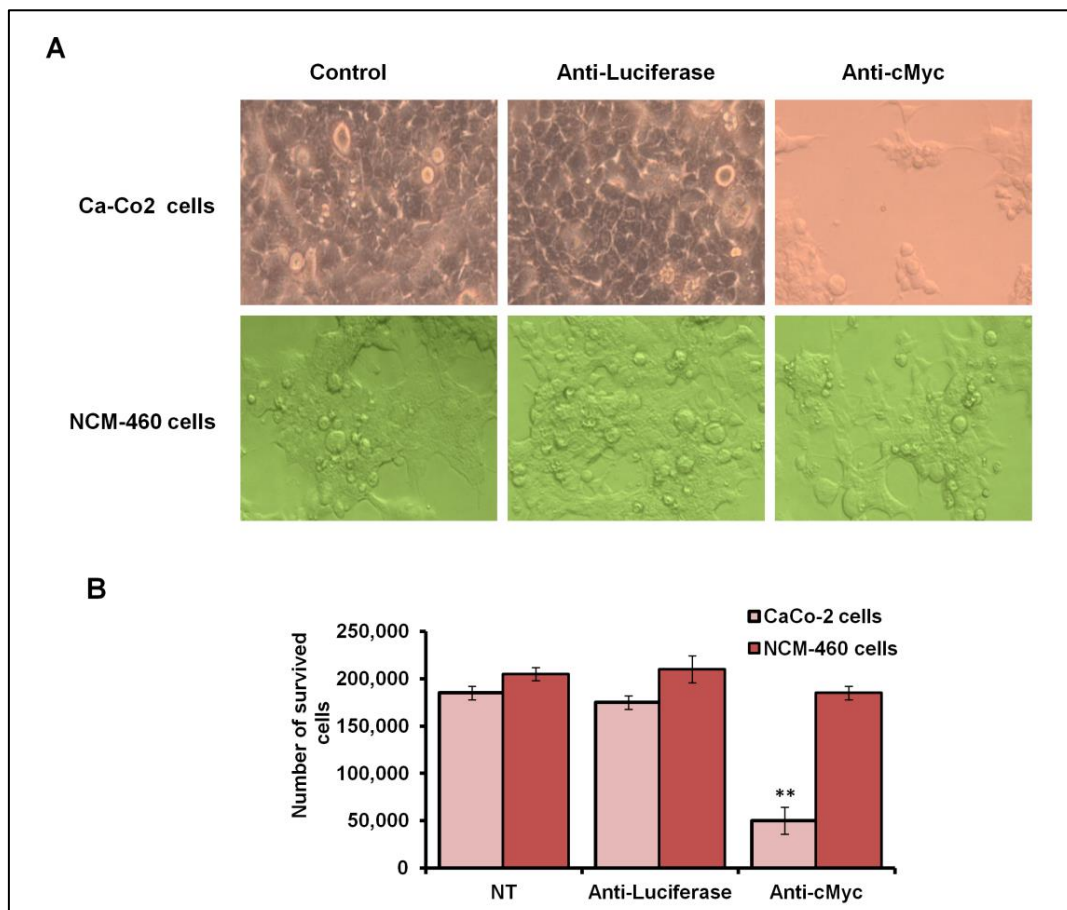 A
Control Anti-Luciferase Anti-cMyc
Ca-Co2 cells
NCM-460 cells
B
CaCo-2 cells
NCM-460 cells
Number of survived
cells
250,000
200,000
150,000
100,000
50,000
0
**
NT Anti-Luciferase Anti-cMyc